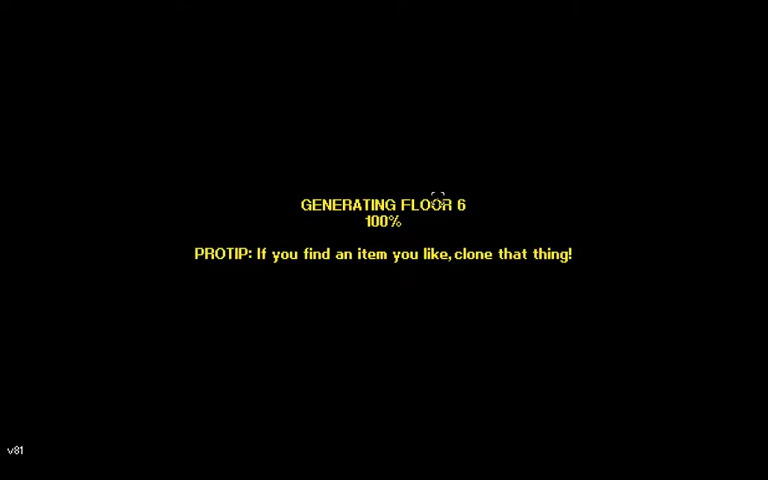 GENERATING FLOOR 6
100%
PROTIP: If you find an item you like, clone that thing!
v81